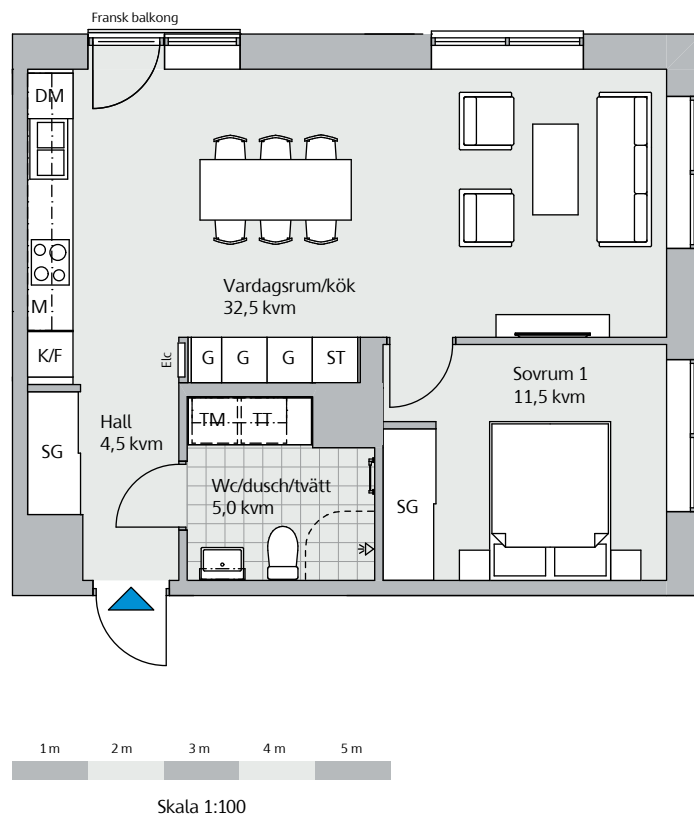 Fransk balkong
DM
Vardagsrum/kök
32,5 kvm
M
K/F
Elc
G
G
G
ST
Sovrum 1
11,5 kvm
Hall
4,5 kvm
TM
TT
SG
Wc/dusch/tvätt
5,0 kvm
SG
1 m
2 m
3 m
4 m
5 m
Skala 1:100